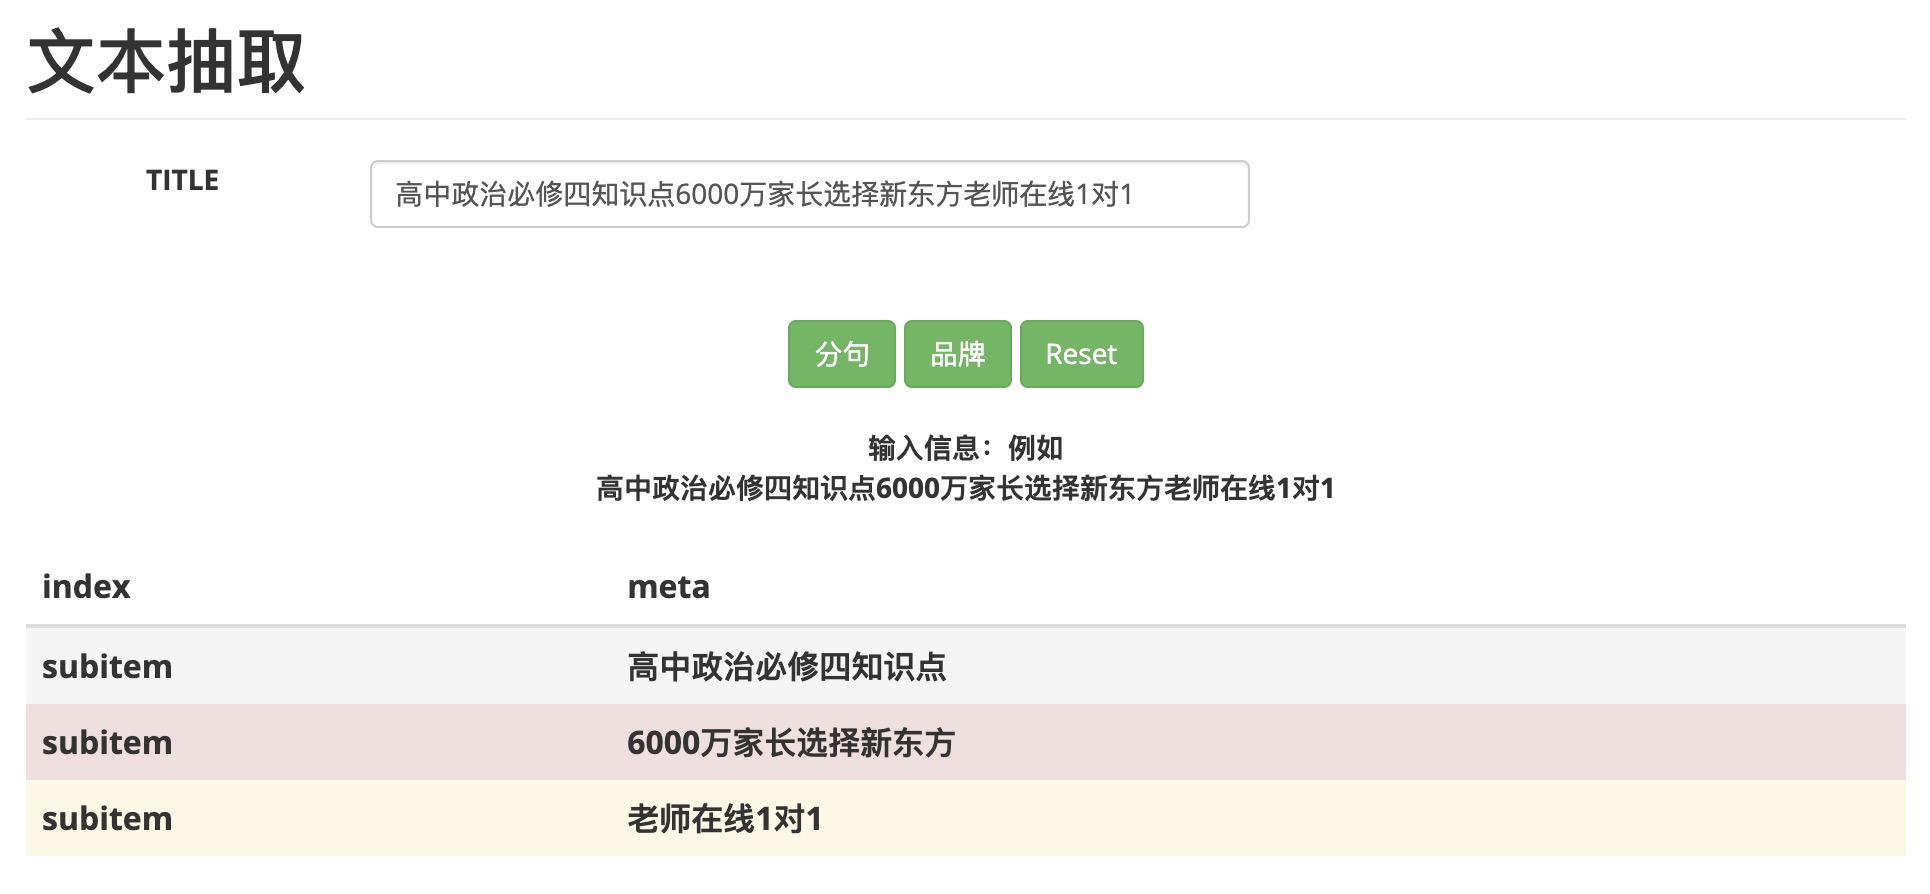 文本抽取
TITLE
高中政治必修四知识点6000万家长选择新东方老师在线1对1
分句 品牌 Reset
输入信息：例如
高中政治必修四知识点6000万家长选择新东方老师在线1对1
index meta
subitem 高中政治必修四知识点
subitem 6000万家长选择新东方
subitem 老师在线1对1